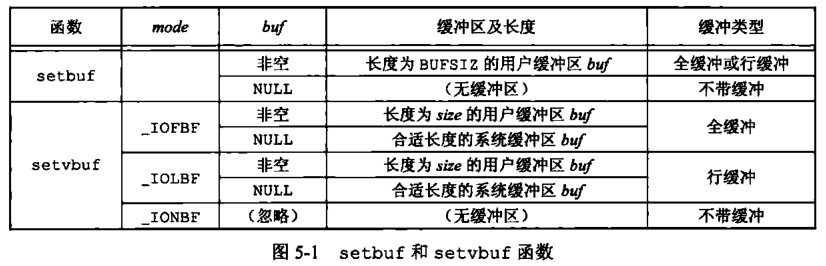 函数 mode buf 缓冲区及长度 缓冲类型
setbuf 非空 长度为 BUFSIZ 的用户缓冲区 buf 全缓冲或行缓冲
NULL （无缓冲区） 不带缓冲
setvbuf _IOFBF 非空 长度为 size 的用户缓冲区 buf 全缓冲
NULL 合适长度的系统缓冲区 buf
_IOLBF 非空 长度为 size 的用户缓冲区 buf 行缓冲
NULL 合适长度的系统缓冲区 buf
_IONBF （忽略） （无缓冲区） 不带缓冲
图 5-1 setbuf 和 setvbuf 函数